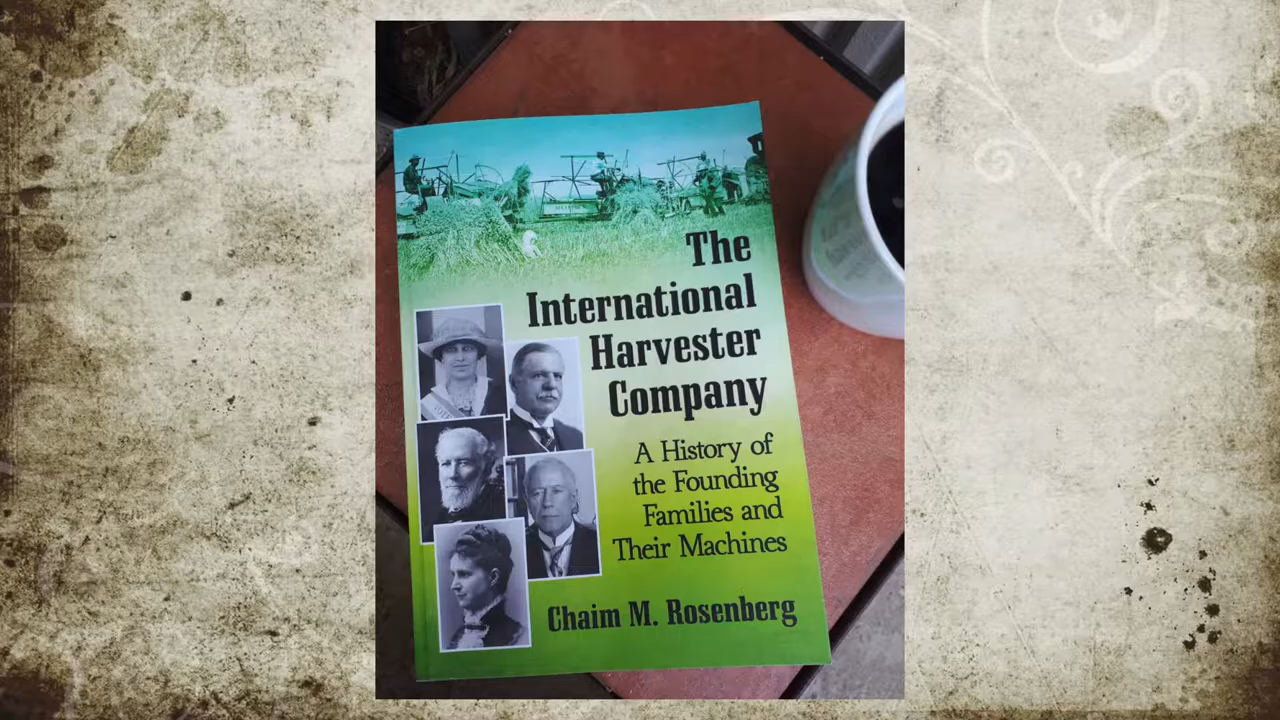 The
International
Harvester
Company
A History of
the Founding
Families and
Their Machines
Chaim M. Rosenberg